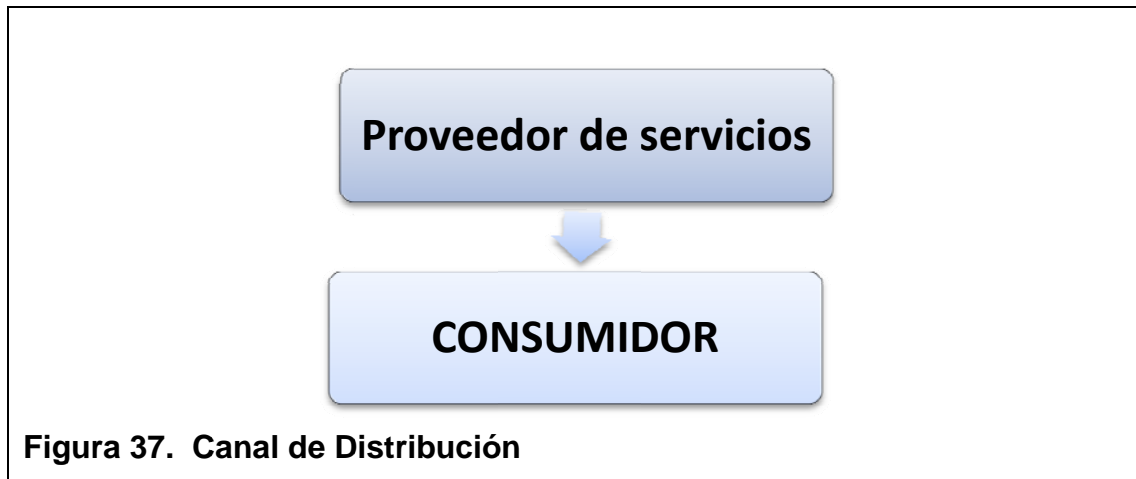 Proveedor de servicios
CONSUMIDOR
Figura 37.  Canal de Distribución